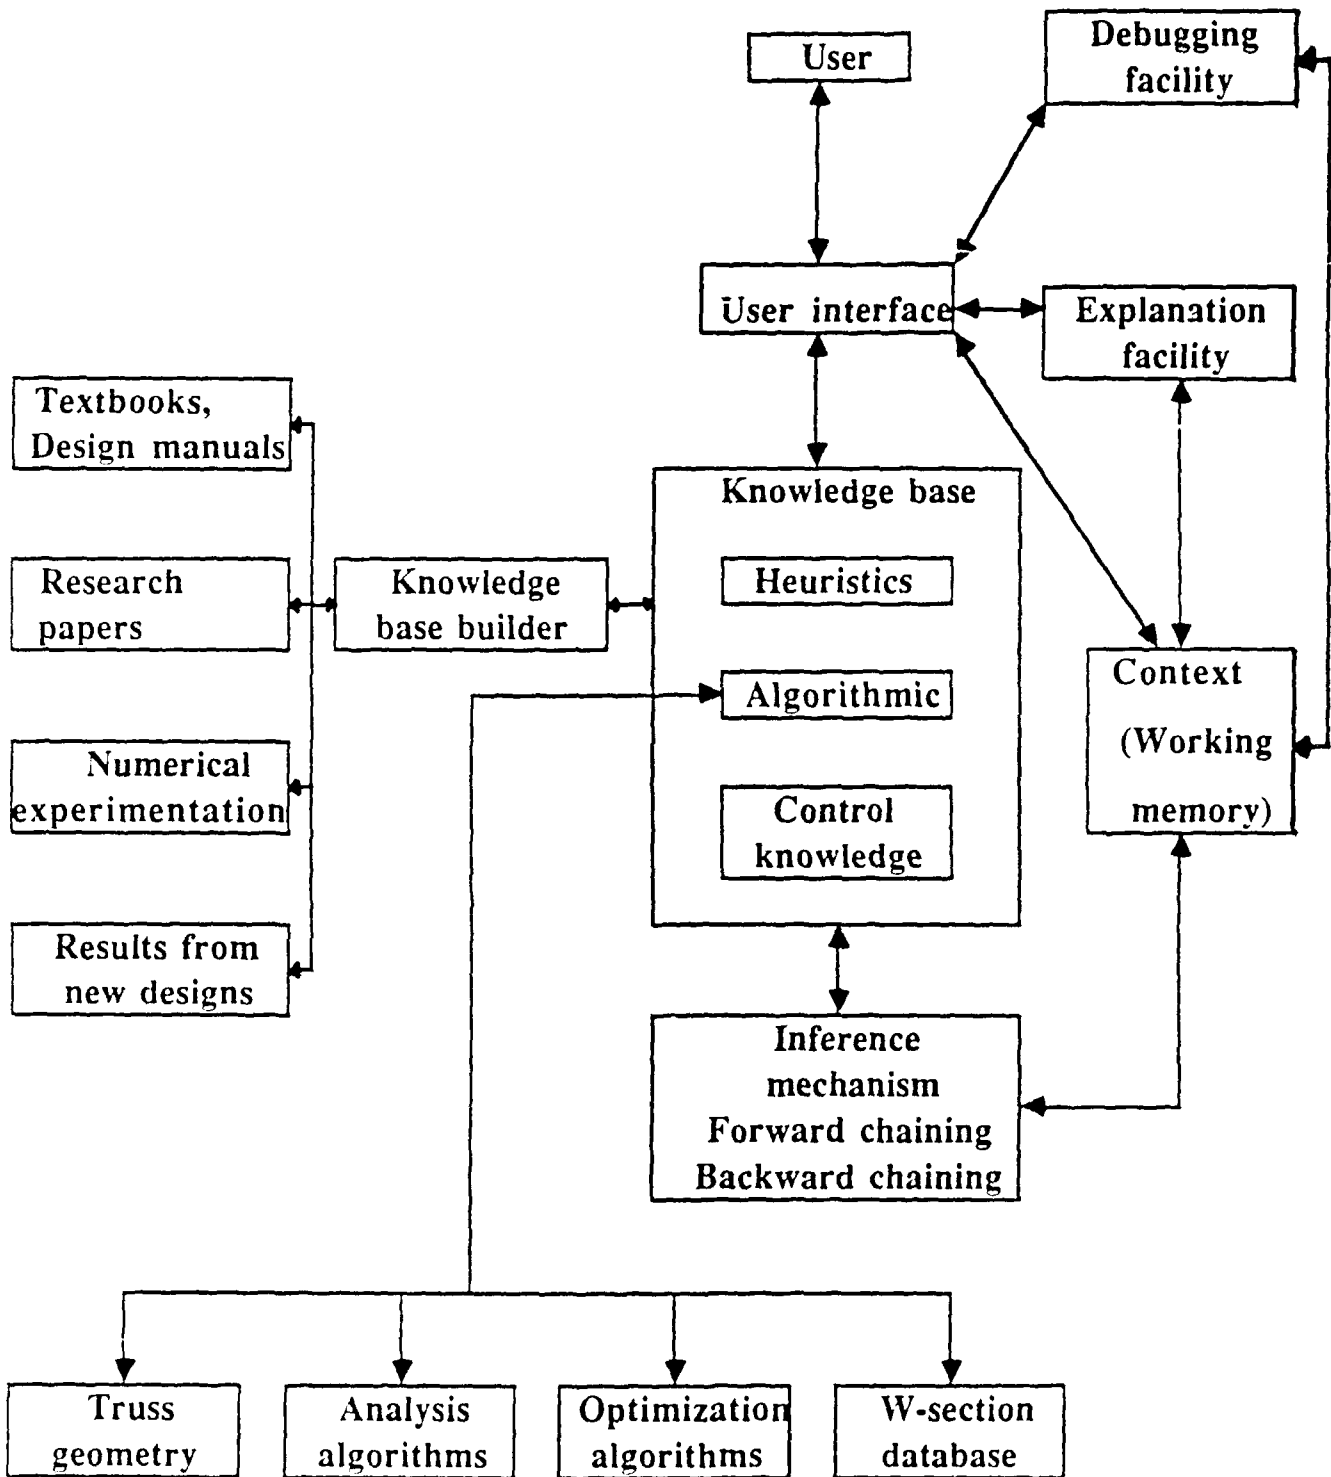 User
Debugging
facility
User interface
Explanation
facility
Textbooks,
Design manuals
Knowledge base
Research
papers
Knowledge
base builder
Heuristics
Context
(Working
memory)
Algorithmic
Numerical
experimentation
Control
knowledge
Results from
new designs
Inference
mechanism
Forward chaining
Backward chaining
Truss
geometry
Analysis
algorithms
Optimization
algorithms
W-section
database